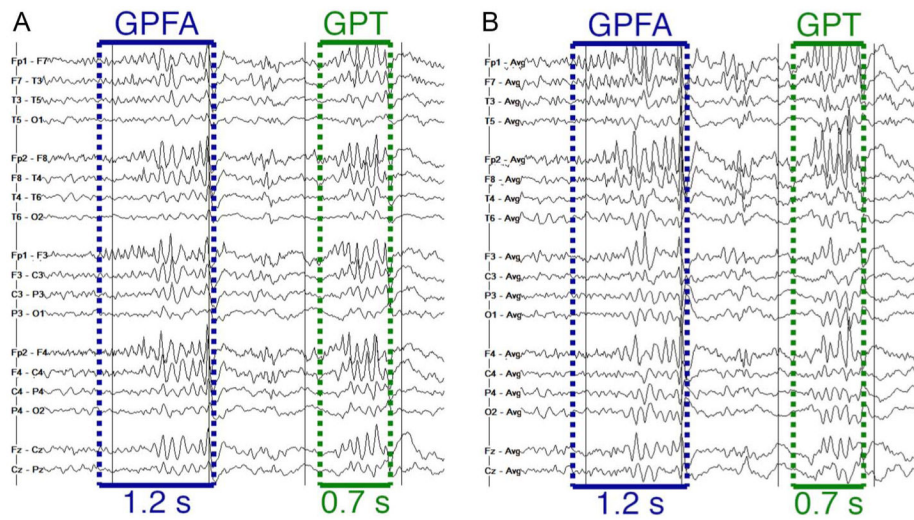 A
GPFA
GPT
Fp1 - F7
F7 - T3
T3 - T5
T5 - O1
Fp2 - F8
F8 - T4
T4 - T6
T6 - O2
Fp1 - F3
F3 - C3
C3 - P3
P3 - O1
Fp2 - F4
F4 - C4
C4 - P4
P4 - O2
Fz - Cz
Cz - Pz
1.2 s
0.7 s
B
GPFA
GPT
Fp1 - Avg
F7 - Avg
T3 - Avg
T5 - Avg
Fp2 - Avg
F8 - Avg
T4 - Avg
T6 - Avg
F3 - Avg
C3 - Avg
P3 - Avg
O1 - Avg
F4 - Avg
C4 - Avg
P4 - Avg
O2 - Avg
Fz - Avg
Cz - Avg
1.2 s
0.7 s